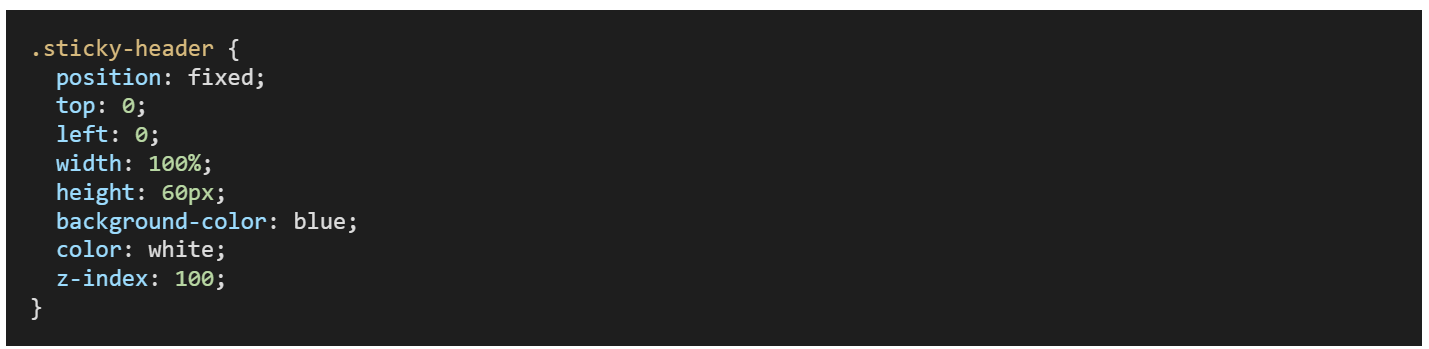 .sticky-header {
  position: fixed;
  top: 0;
  left: 0;
  width: 100%;
  height: 60px;
  background-color: blue;
  color: white;
  z-index: 100;
}